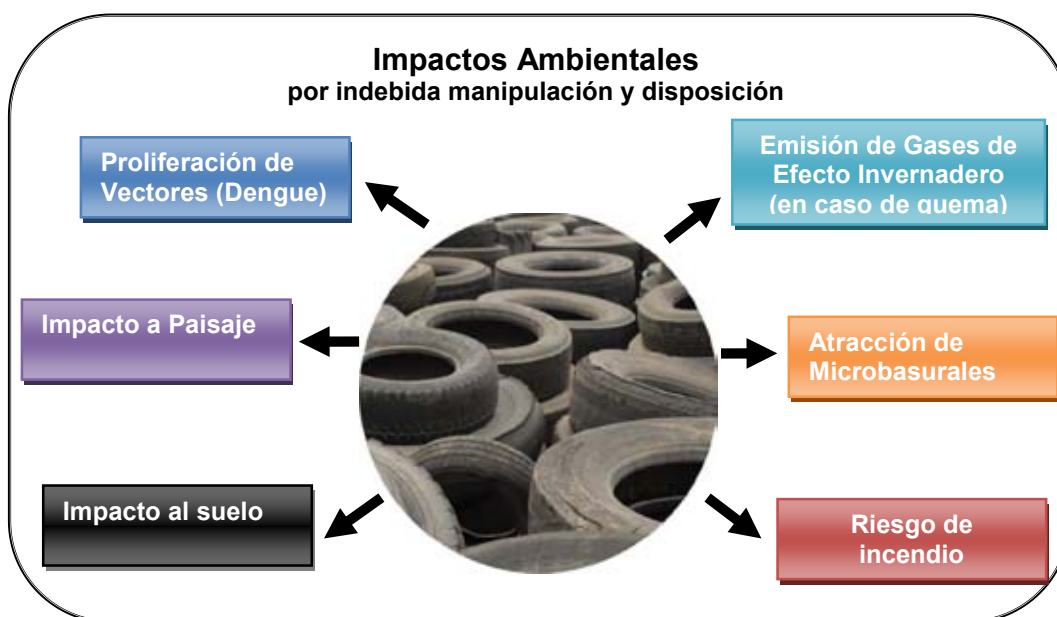 Impactos Ambientales
por indebida manipulación y disposición
Proliferación de
Vectores (Dengue)
Emisión de Gases de
Efecto Invernadero
(en caso de quema)
Impacto a Paisaje
Atracción de
Microbasurales
Impacto al suelo
Riesgo de
incendio